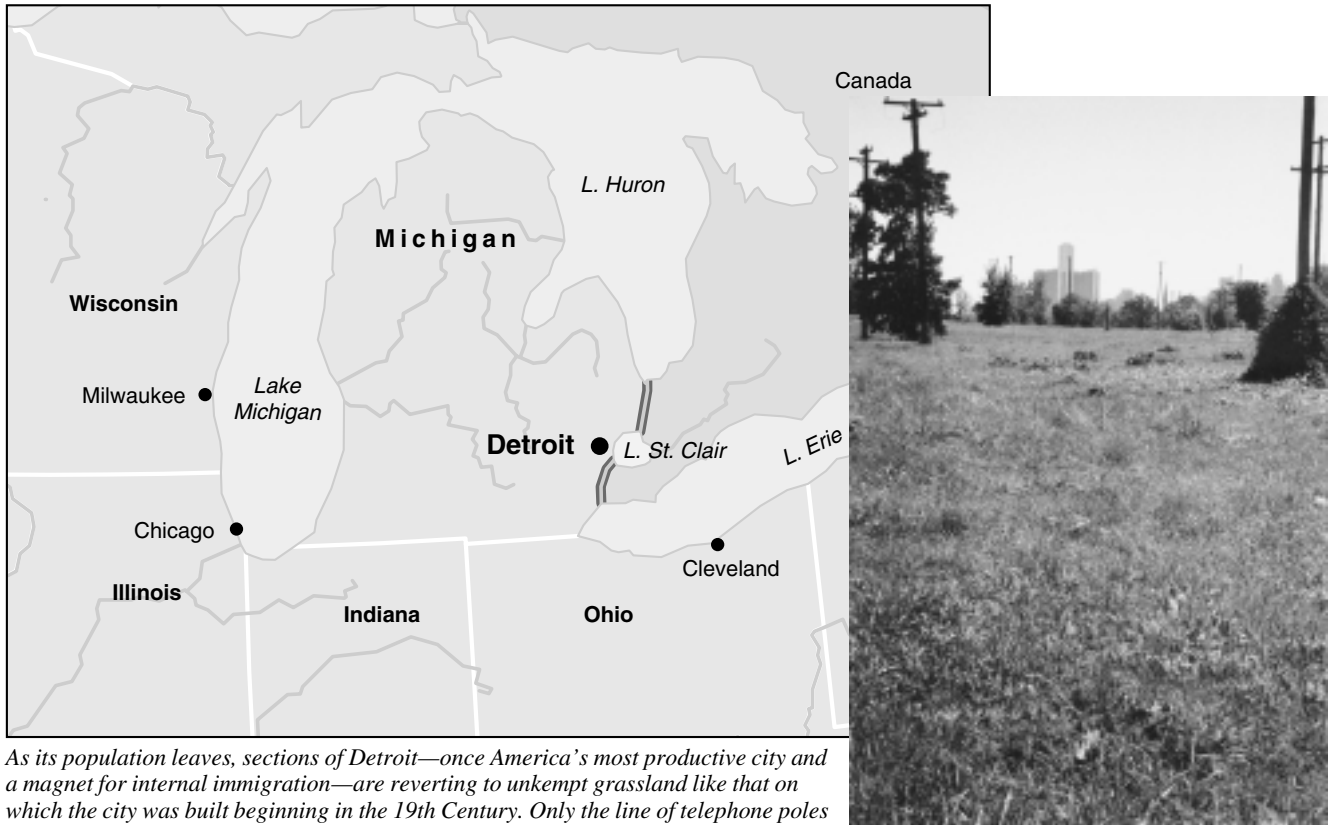 Canada
L. Huron
Michigan
Wisconsin
Milwaukee
Lake
Michigan
Detroit
L. St. Clair
L. Erie
Chicago
Cleveland
Illinois
Indiana
Ohio
As its population leaves, sections of Detroit—once America’s most productive city and
a magnet for internal immigration—are reverting to unkempt grassland like that on
which the city was built beginning in the 19th Century. Only the line of telephone poles